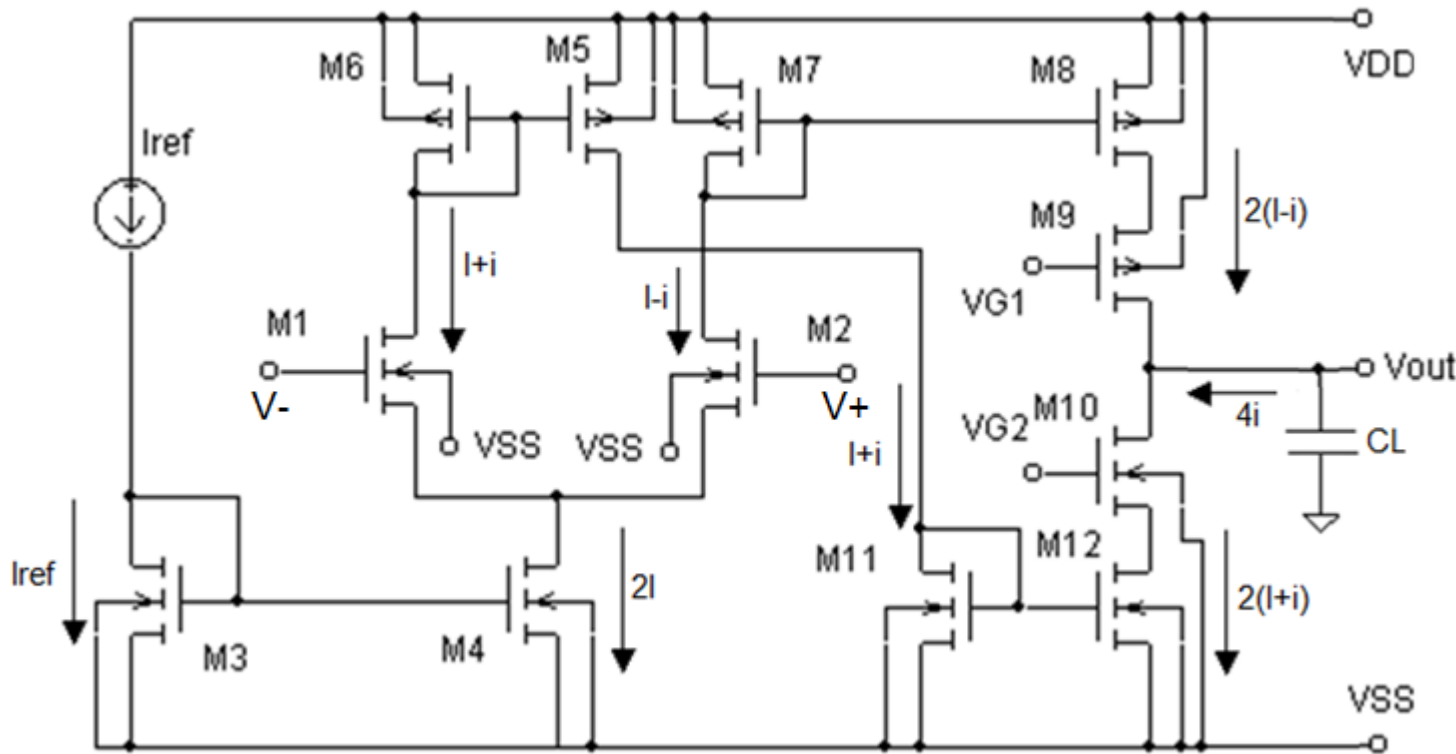 M6
M5
M7
M8
VDD
Iref
M9
2(I-i)
I+i
I-i
VG1
M1
M2
Vout
V-
V+
M10
4i
VSS
VSS
VG2
I+i
CL
M11
M12
Iref
2I
2(I+i)
M3
M4
VSS